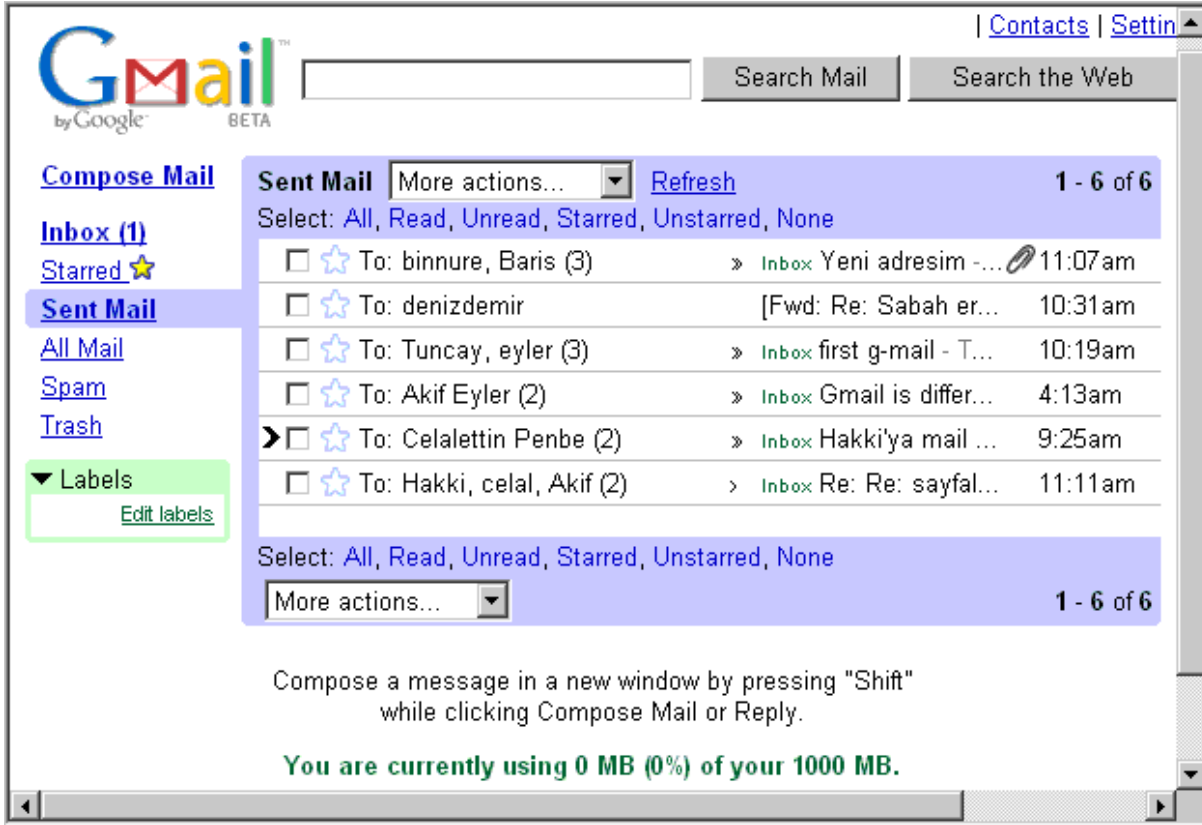 | Contacts | Settin
Gmail™ Search Mail Search the Web
by Google™ BETA
Compose Mail
Inbox (1)
Starred
Sent Mail
All Mail
Spam
Trash
Labels
Edit labels
Sent Mail More actions... Refresh 1 - 6 of 6
Select: All, Read, Unread, Starred, Unstarred, None
To: binnure, Baris (3) » Inbox Yeni adresim -... 11:07am
To: denizdemir [Fwd: Re: Sabah er... 10:31am
To: Tuncay, eyler (3) » Inbox first g-mail - T... 10:19am
To: Akif Eyler (2) » Inbox Gmail is differ... 4:13am
To: Celalettin Penbe (2) » Inbox Hakki'ya mail ... 9:25am
To: Hakki, celal, Akif (2) › Inbox Re: Re: sayfal... 11:11am
Select: All, Read, Unread, Starred, Unstarred, None
More actions... 1 - 6 of 6
Compose a message in a new window by pressing "Shift"
while clicking Compose Mail or Reply.
You are currently using 0 MB (0%) of your 1000 MB.